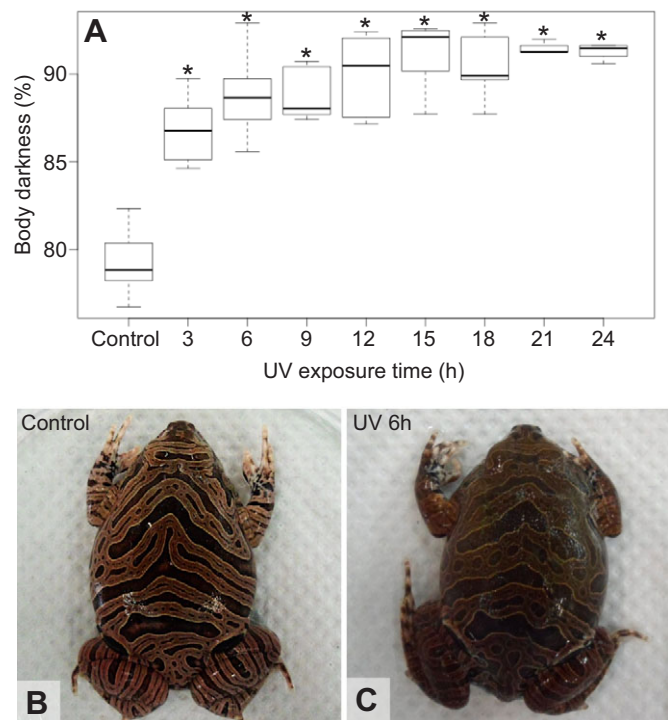 A
Body darkness (%)
90
85
80
* * * * * * * *
Control 3 6 9 12 15 18 21 24
UV exposure time (h)
Control
B
UV 6h
C